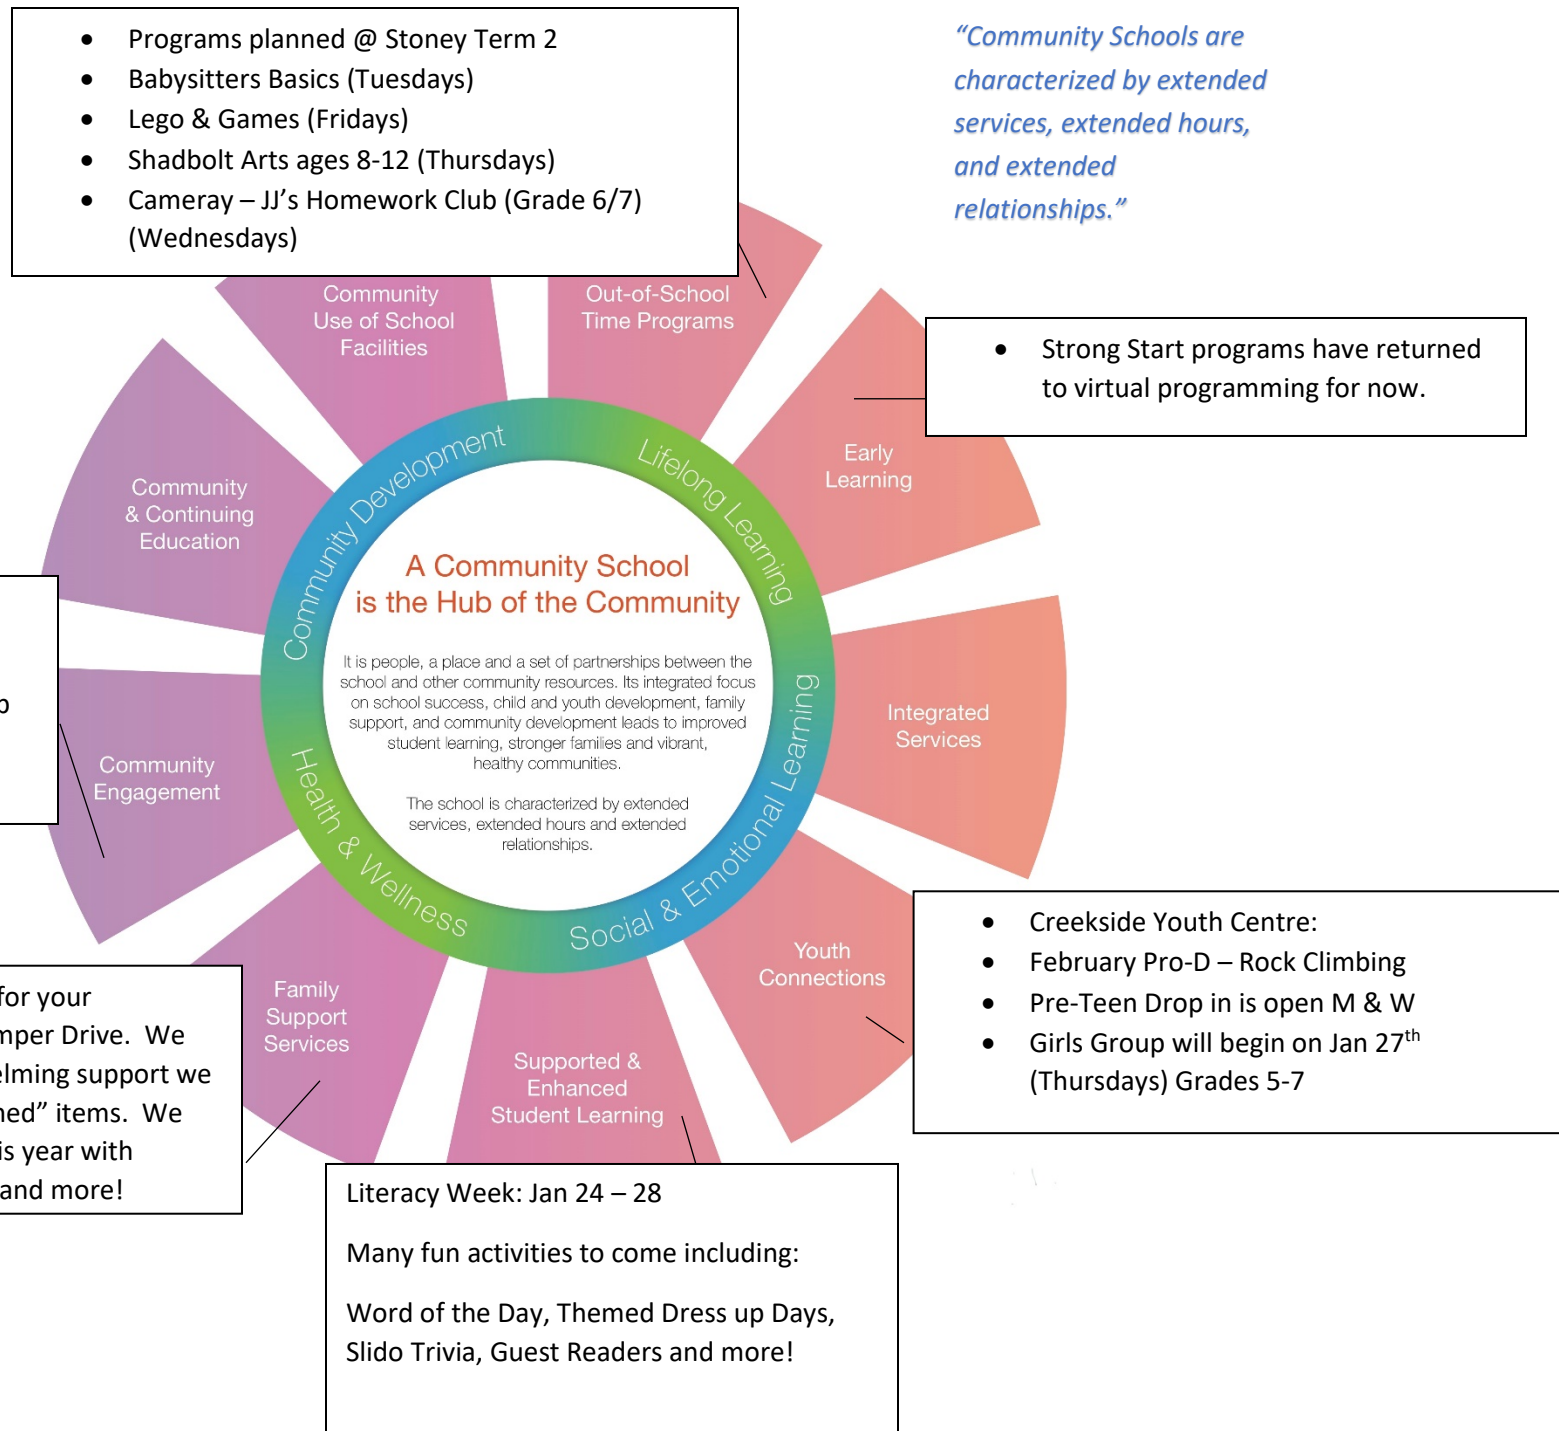 • Programs planned @ Stoney Term 2
• Babysitters Basics (Tuesdays)
• Lego & Games (Fridays)
• Shadbolt Arts ages 8-12 (Thursdays)
• Cameray – JJ's Homework Club (Grade 6/7)
(Wednesdays)
“Community Schools are
characterized by extended
services, extended hours,
and extended
relationships.”
Community
Use of School
Facilities
Out-of-School
Time Programs
• Strong Start programs have returned
to virtual programming for now.
Early
Learning
Community
& Continuing
Education
Community Development
Lifelong Learning
Social & Emotional Learning
Health & Wellness
A Community School
is the Hub of the Community
It is people, a place and a set of partnerships between the
school and other community resources. Its integrated focus
on school success, child and youth development, family
support, and community development leads to improved
student learning, stronger families and vibrant,
healthy communities.
The school is characterized by extended
services, extended hours and extended
relationships.
Integrated
Services
Community
Engagement
Youth
Connections
• Creekside Youth Centre:
• February Pro-D – Rock Climbing
• Pre-Teen Drop in is open M & W
• Girls Group will begin on Jan 27th
(Thursdays) Grades 5-7
Family
Support
Services
for your
mper Drive. We
elming support we
ned” items. We
is year with
and more!
Supported &
Enhanced
Student Learning
Literacy Week: Jan 24 – 28
Many fun activities to come including:
Word of the Day, Themed Dress up Days,
Slido Trivia, Guest Readers and more!